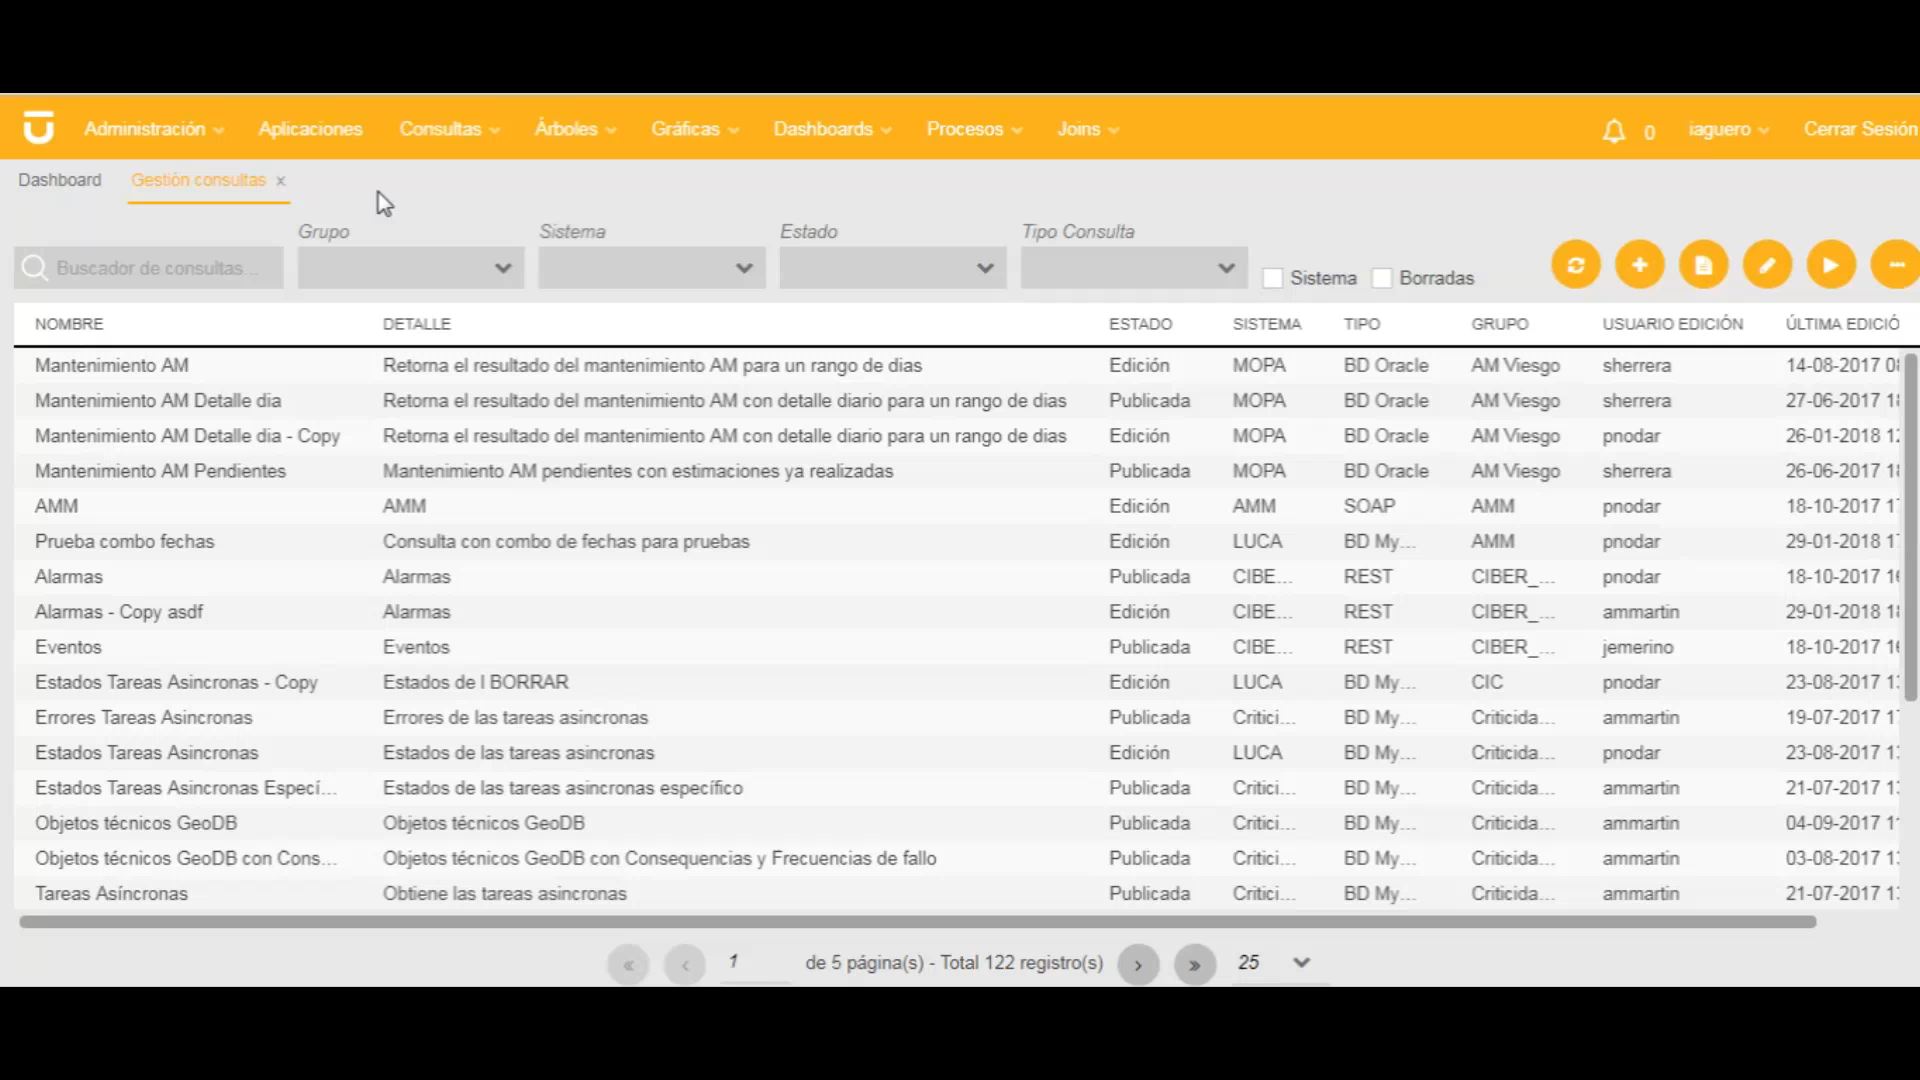 Administración Aplicaciones Consultas Árboles Gráficas Dashboards Procesos Joins 0 iaguero Cerrar Sesión
Dashboard Gestión consultas x
Grupo Sistema Estado Tipo Consulta
Buscador de consultas... Sistema Borradas
NOMBRE DETALLE ESTADO SISTEMA TIPO GRUPO USUARIO EDICIÓN ÚLTIMA EDICIÓ
Mantenimiento AM Retorna el resultado del mantenimiento AM para un rango de dias Edición MOPA BD Oracle AM Viesgo sherrera 14-08-2017 08
Mantenimiento AM Detalle dia Retorna el resultado del mantenimiento AM con detalle diario para un rango de dias Publicada MOPA BD Oracle AM Viesgo sherrera 27-06-2017
Mantenimiento AM Detalle dia - Copy Retorna el resultado del mantenimiento AM con detalle diario para un rango de dias Edición MOPA BD Oracle AM Viesgo pnodar 26-01-2018
Mantenimiento AM Pendientes Mantenimiento AM pendientes con estimaciones ya realizadas Publicada MOPA BD Oracle AM Viesgo sherrera 26-06-2017
AMM AMM Edición AMM SOAP AMM pnodar 18-10-2017
Prueba combo fechas Consulta con combo de fechas para pruebas Edición LUCA BD My... AMM pnodar 29-01-2018
Alarmas Alarmas Publicada CIBE... REST CIBER_... pnodar 18-10-2017
Alarmas - Copy asdf Alarmas Edición CIBE... REST CIBER_... ammartin 29-01-2018
Eventos Eventos Publicada CIBE... REST CIBER_... jemerino 18-10-2017
Estados Tareas Asincronas - Copy Estados de l BORRAR Edición LUCA BD My... CIC pnodar 23-08-2017
Errores Tareas Asincronas Errores de las tareas asincronas Publicada Critici... BD My... Criticida... ammartin 19-07-2017
Estados Tareas Asincronas Estados de las tareas asincronas Edición LUCA BD My... Criticida... pnodar 23-08-2017
Estados Tareas Asincronas Especí... Estados de las tareas asincronas específico Publicada Critici... BD My... Criticida... ammartin 21-07-2017
Objetos técnicos GeoDB Objetos técnicos GeoDB Publicada Critici... BD My... Criticida... ammartin 04-09-2017
Objetos técnicos GeoDB con Cons... Objetos técnicos GeoDB con Consequencias y Frecuencias de fallo Publicada Critici... BD My... Criticida... ammartin 03-08-2017
Tareas Asíncronas Obtiene las tareas asincronas Publicada Critici... BD My... Criticida... ammartin 21-07-2017
« ‹ 1 de 5 página(s) - Total 122 registro(s) › » 25